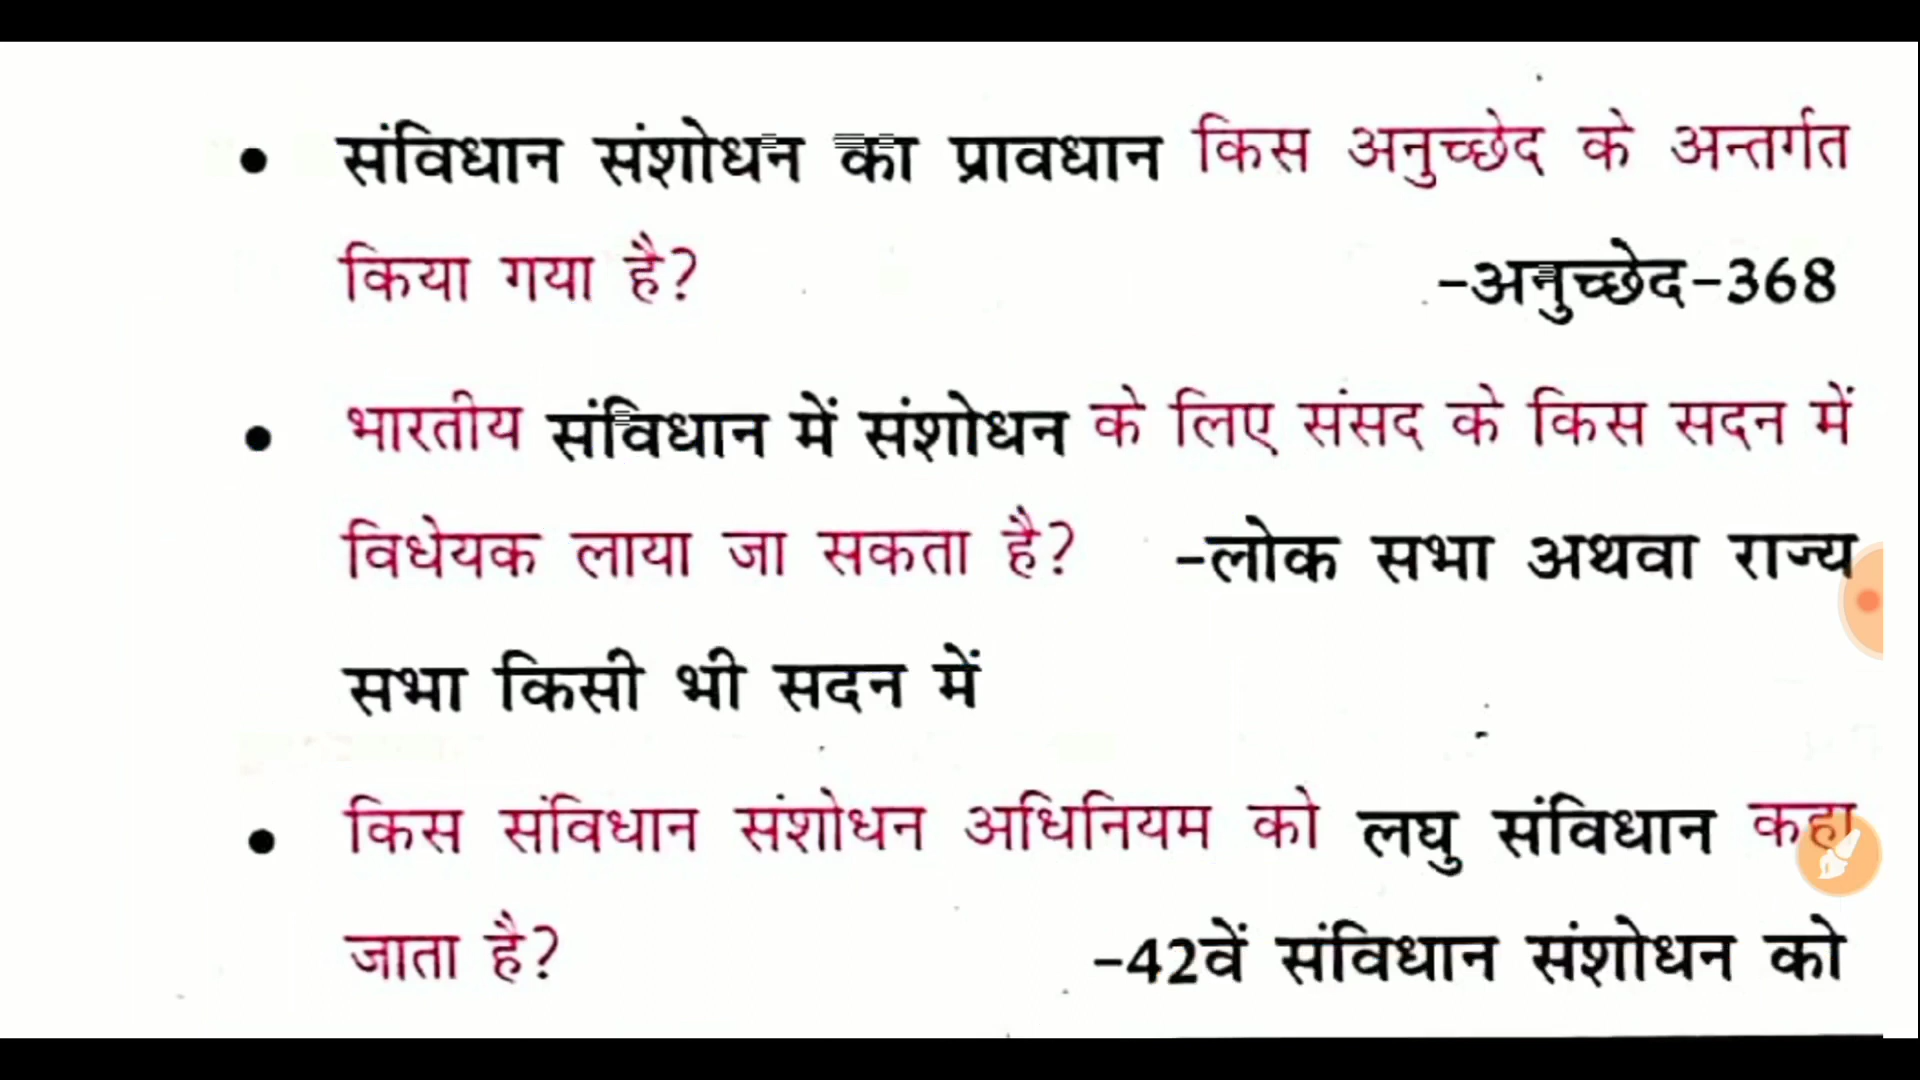 • संविधान संशोधन का प्रावधान किस अनुच्छेद के अन्तर्गत
किया गया है? -अनुच्छेद-368
• भारतीय संविधान में संशोधन के लिए संसद के किस सदन में
विधेयक लाया जा सकता है? -लोक सभा अथवा राज्य
सभा किसी भी सदन में
• किस संविधान संशोधन अधिनियम को लघु संविधान कहा
जाता है? -42वें संविधान संशोधन को